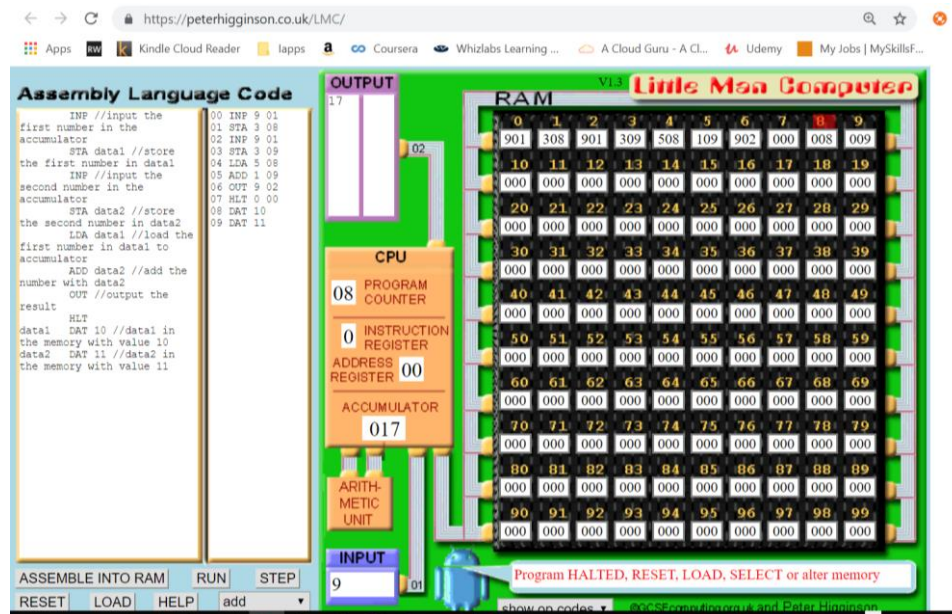 https://peterhigginson.co.uk/LMC/
Apps RW Kindle Cloud Reader lapps a Coursera Whizlabs Learning ... A Cloud Guru - A Cl... Udemy My Jobs | MySkillsF...
Assembly Language Code
INP //input the
first number in the
accumulator
STA data1 //store
the first number in data1
INP //input the
second number in the
accumulator
STA data2 //store
the second number in data2
LDA data1 //load the
first number in data1 to
accumulator
ADD data2 //add the
number with data2
OUT //output the
result
HLT
data1 DAT 10 //data1 in
the memory with value 10
data2 DAT 11 //data2 in
the memory with value 11
00 INP 9 01
01 STA 3 08
02 INP 9 01
03 STA 3 09
04 LDA 5 08
05 ADD 1 09
06 OUT 9 02
07 HLT 0 00
08 DAT 10
09 DAT 11
ASSEMBLE INTO RAM RUN STEP
RESET LOAD HELP add
OUTPUT
17
02
CPU
08 PROGRAM
COUNTER
0 INSTRUCTION
REGISTER
ADDRESS
REGISTER 00
ACCUMULATOR
017
ARITH-
METIC
UNIT
INPUT
9
01
V1.3 Little Man Computer
RAM
0 1 2 3 4 5 6 7 8 9
901 308 901 309 508 109 902 000 008 009
10 11 12 13 14 15 16 17 18 19
000 000 000 000 000 000 000 000 000 000
20 21 22 23 24 25 26 27 28 29
000 000 000 000 000 000 000 000 000 000
30 31 32 33 34 35 36 37 38 39
000 000 000 000 000 000 000 000 000 000
40 41 42 43 44 45 46 47 48 49
000 000 000 000 000 000 000 000 000 000
50 51 52 53 54 55 56 57 58 59
000 000 000 000 000 000 000 000 000 000
60 61 62 63 64 65 66 67 68 69
000 000 000 000 000 000 000 000 000 000
70 71 72 73 74 75 76 77 78 79
000 000 000 000 000 000 000 000 000 000
80 81 82 83 84 85 86 87 88 89
000 000 000 000 000 000 000 000 000 000
90 91 92 93 94 95 96 97 98 99
000 000 000 000 000 000 000 000 000 000
Program HALTED, RESET, LOAD, SELECT or alter memory
show op codes ©GCSEcomputing.org.uk and Peter Higginson